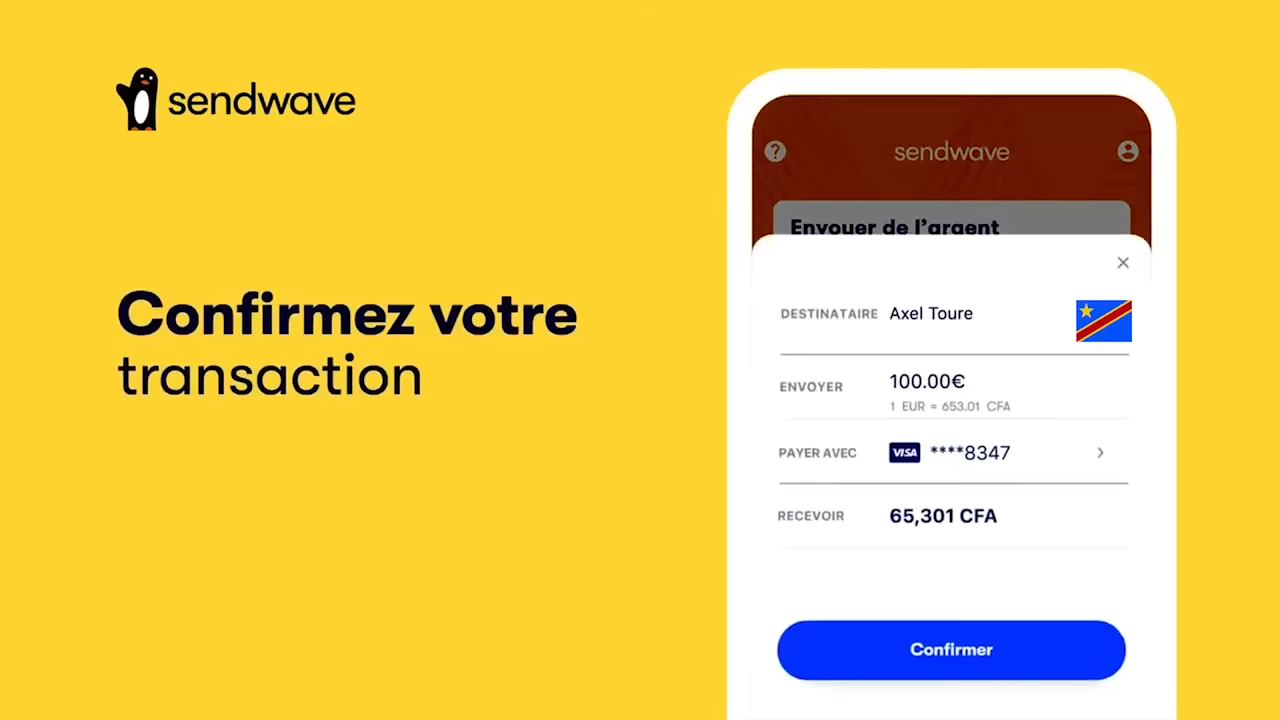 sendwave
Confirmez votre
transaction
?
sendwave
Envoyer de l'argent
DESTINATAIRE Axel Toure
ENVOYER 100.00€
1 EUR = 653.01 CFA
PAYER AVEC VISA ****8347
RECEVOIR 65,301 CFA
Confirmer